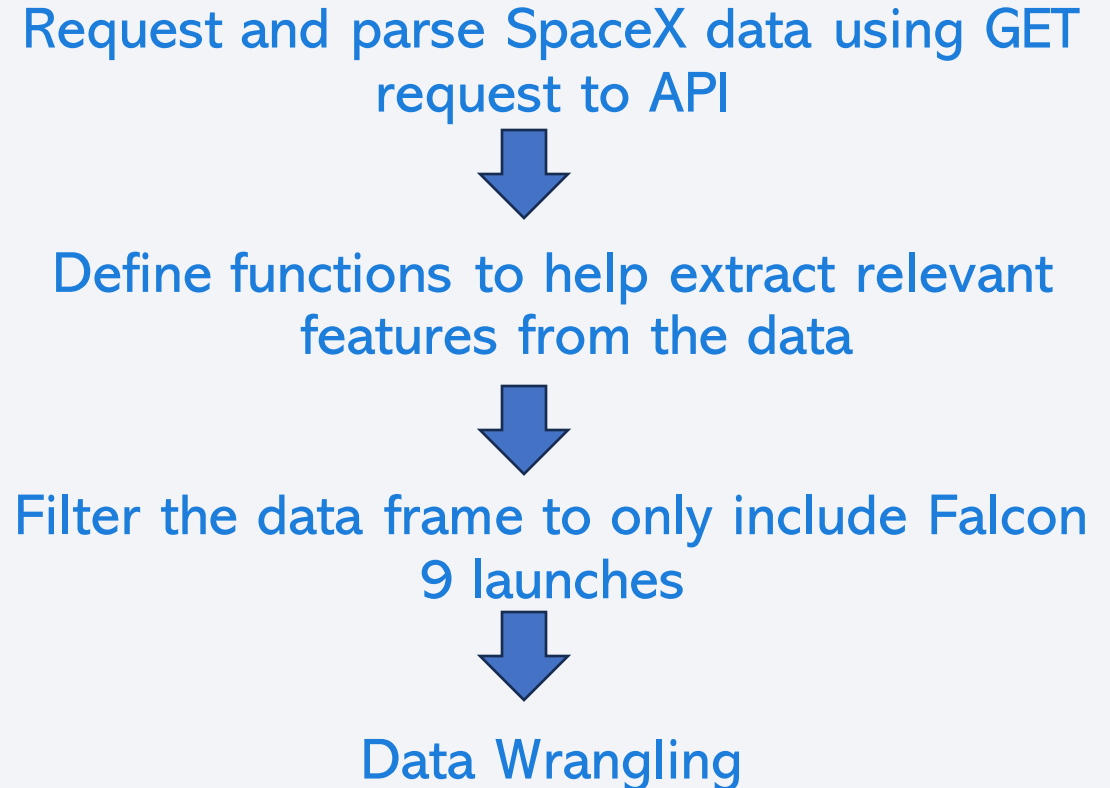 Request and parse SpaceX data using GET
request to API
Define functions to help extract relevant
features from the data
Filter the data frame to only include Falcon
9 launches
Data Wrangling